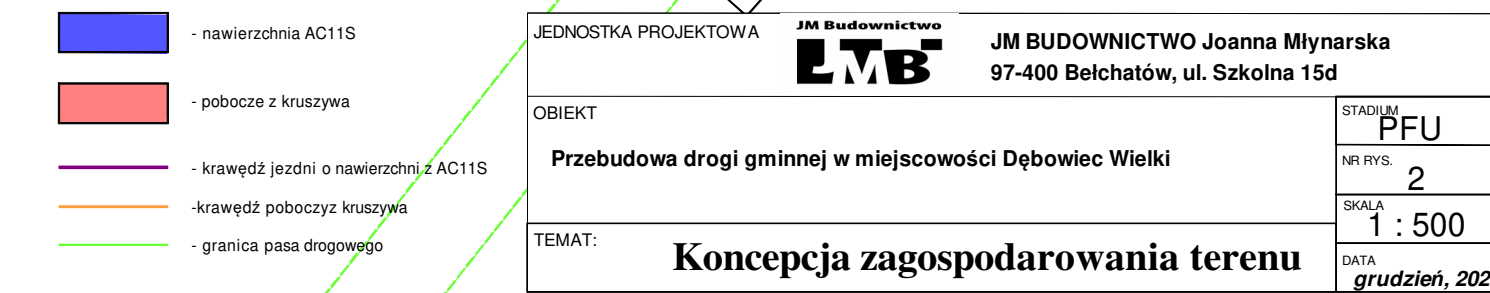 - nawierzchnia AC11S
- pobocze z kruszywa
- krawędź jezdni o nawierzchni z AC11S
-krawędź poboczyz kruszywa
- granica pasa drogowego
JEDNOSTKA PROJEKTOWA
JM Budownictwo
JMB
JM BUDOWNICTWO Joanna Młynarska
97-400 Bełchatów, ul. Szkolna 15d
OBIEKT
Przebudowa drogi gminnej w miejscowości Dębowiec Wielki
STADIUM
PFU
NR RYS.
2
SKALA
1 : 500
TEMAT:
Koncepcja zagospodarowania terenu
DATA
grudzień, 202